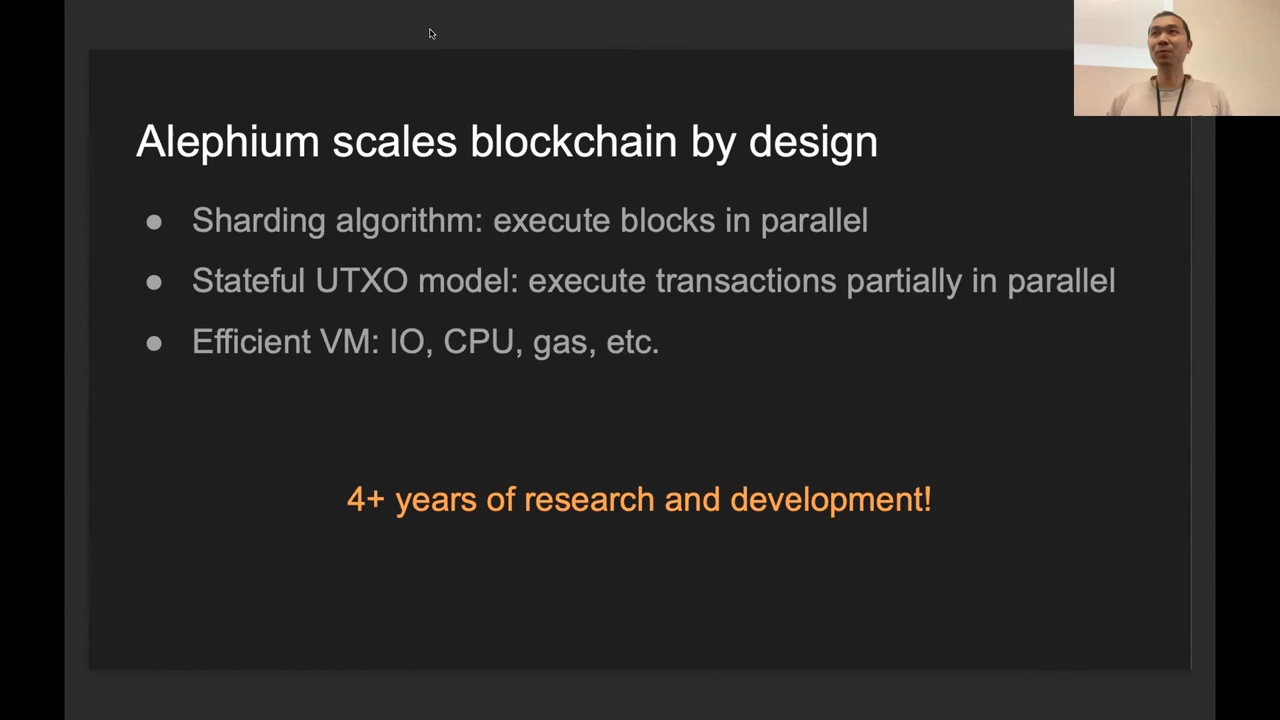 Alephium scales blockchain by design
● Sharding algorithm: execute blocks in parallel
● Stateful UTXO model: execute transactions partially in parallel
● Efficient VM: IO, CPU, gas, etc.
4+ years of research and development!